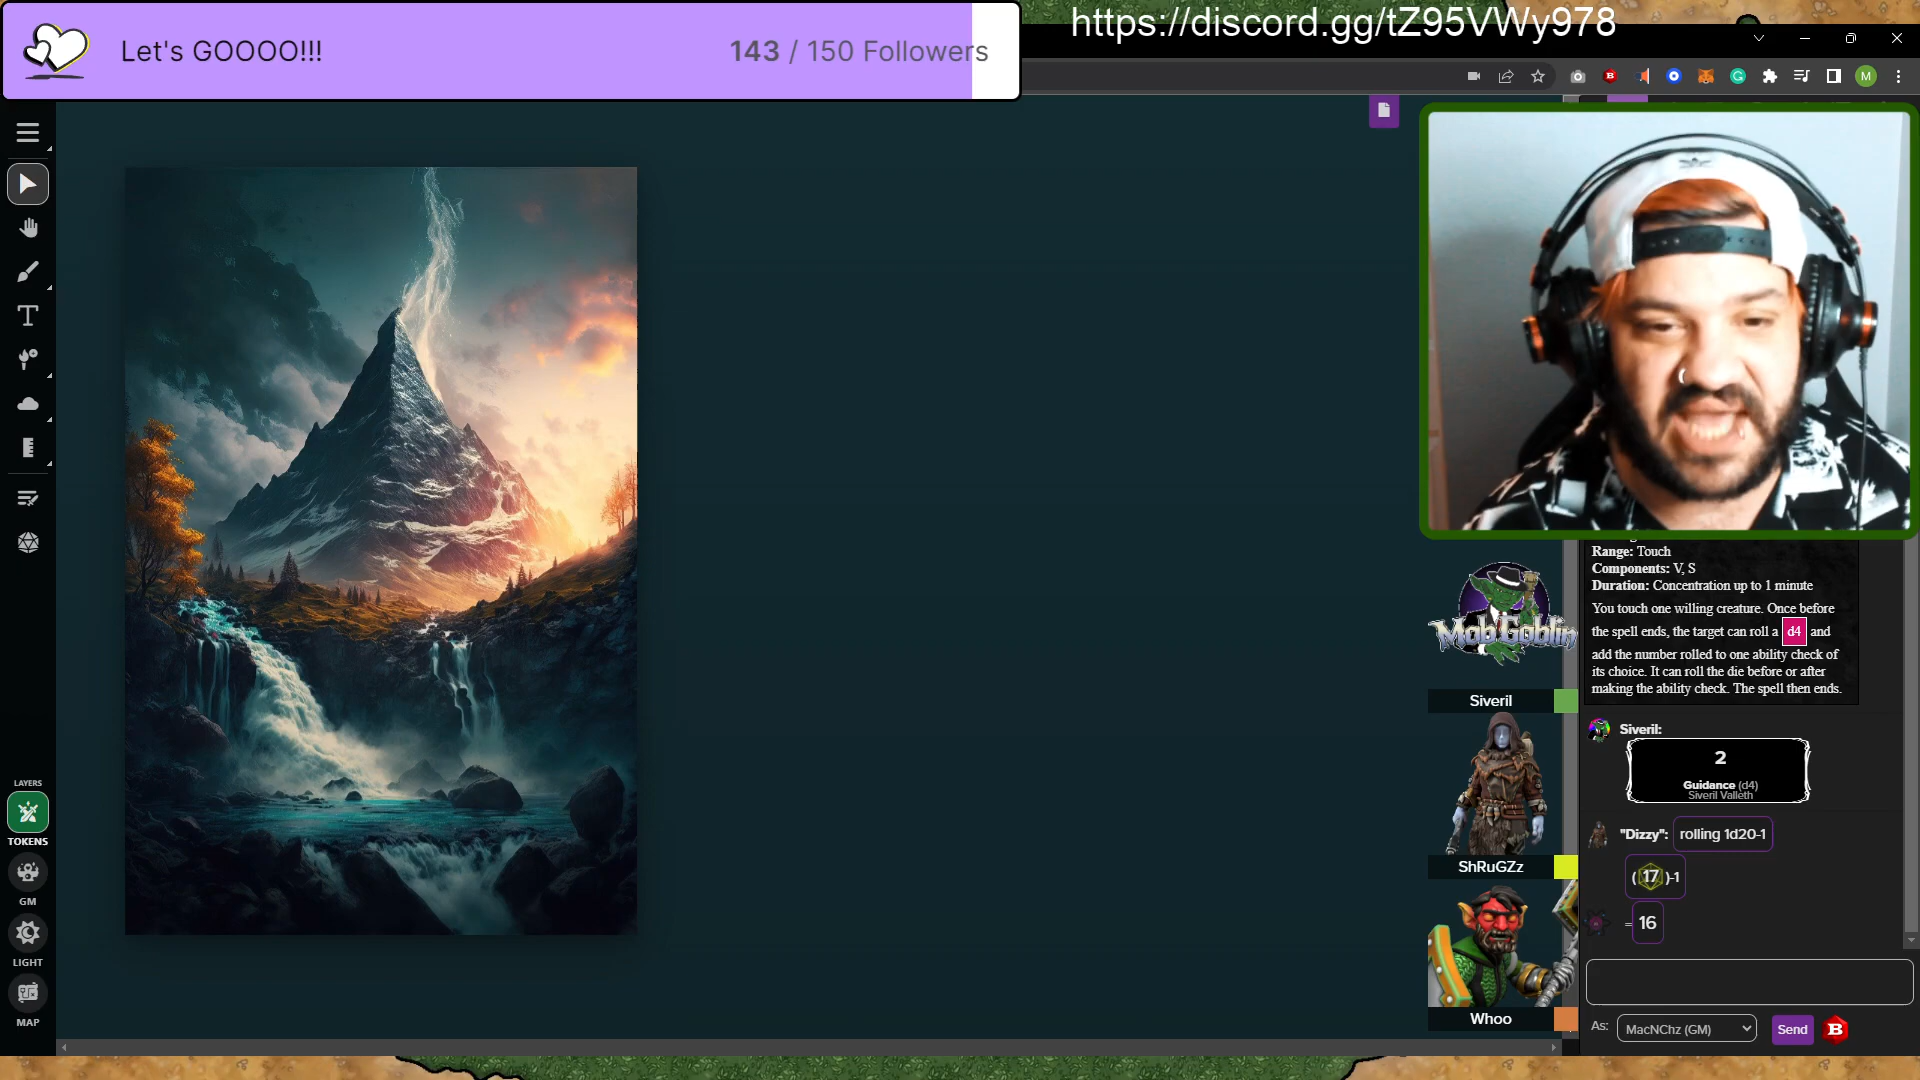 Let's GOOOO!!!
143 / 150 Followers
https://discord.gg/tZ95VWy978
M
LAYERS
TOKENS
GM
LIGHT
MAP
MobGoblin
Siveril
ShRuGZz
Whoo
Range: Touch
Components: V, S
Duration: Concentration up to 1 minute
You touch one willing creature. Once before
the spell ends, the target can roll a d4 and
add the number rolled to one ability check of
its choice. It can roll the die before or after
making the ability check. The spell then ends.
Siveril:
2
Guidance (d4)
Siveril Valleth
"Dizzy": rolling 1d20-1
(17)-1
=16
As: MacNChz (GM)
Send
B